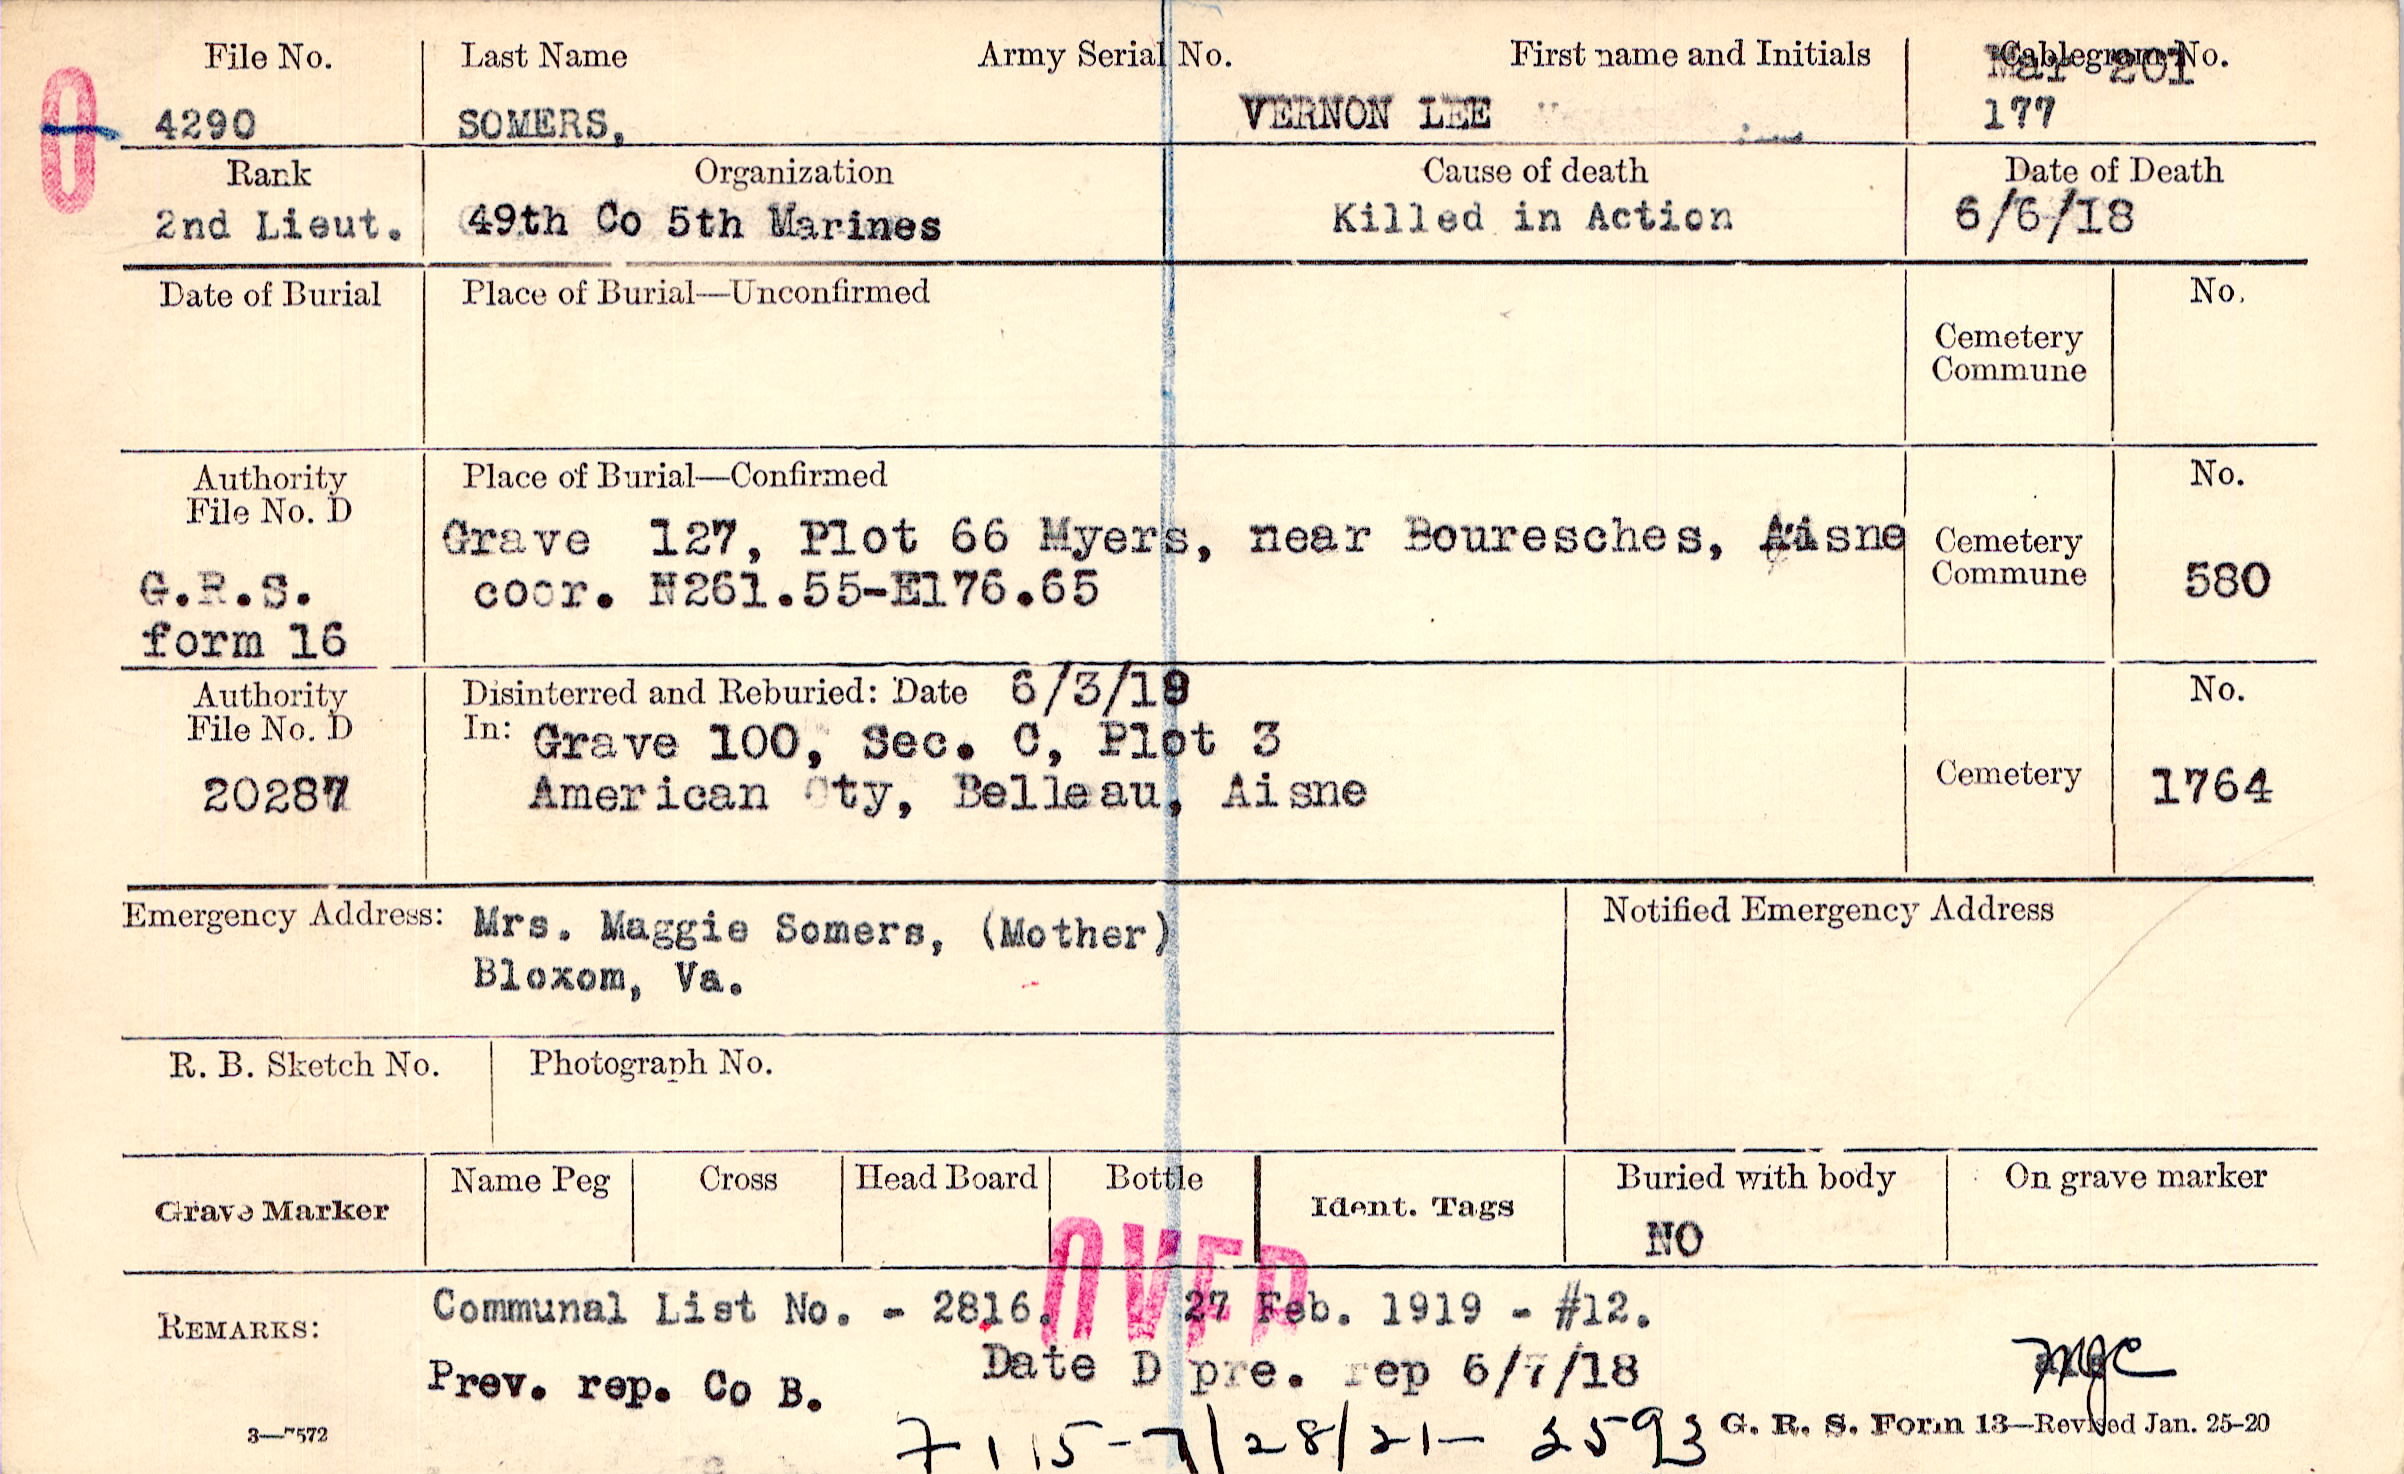 File No. Last Name Army Serial No. First name and Initials Cablegram No.
Mar 201
4290 SOMERS, VERNON LEE 177
Rank Organization Cause of death Date of Death
2nd Lieut. 49th Co 5th Marines Killed in Action 6/6/18
Date of Burial Place of Burial—Unconfirmed No.
Cemetery
Commune
Authority Place of Burial—Confirmed No.
File No. D
Grave 127, Plot 66 Myers, near Bouresches, Aisne Cemetery
G.R.S. coor. N261.55-E176.65 Commune 580
form 16
Authority Disinterred and Reburied: Date 6/3/19 No.
File No. D In: Grave 100, Sec. C, Plot 3
20287 American Cty, Belleau, Aisne Cemetery 1764
Emergency Address: Mrs. Maggie Somers, (Mother) Notified Emergency Address
Bloxom, Va.
R. B. Sketch No. Photograph No.
Grave Marker Name Peg Cross Head Board Bottle Ident. Tags Buried with body On grave marker
NO
OVER
REMARKS: Communal List No. - 2816. 27 Feb. 1919 - #12.
Prev. rep. Co B. Date D pre. rep 6/7/18
3—7572 G. R. S. Form 13—Revised Jan. 25-20
7115-7/28/21-2593